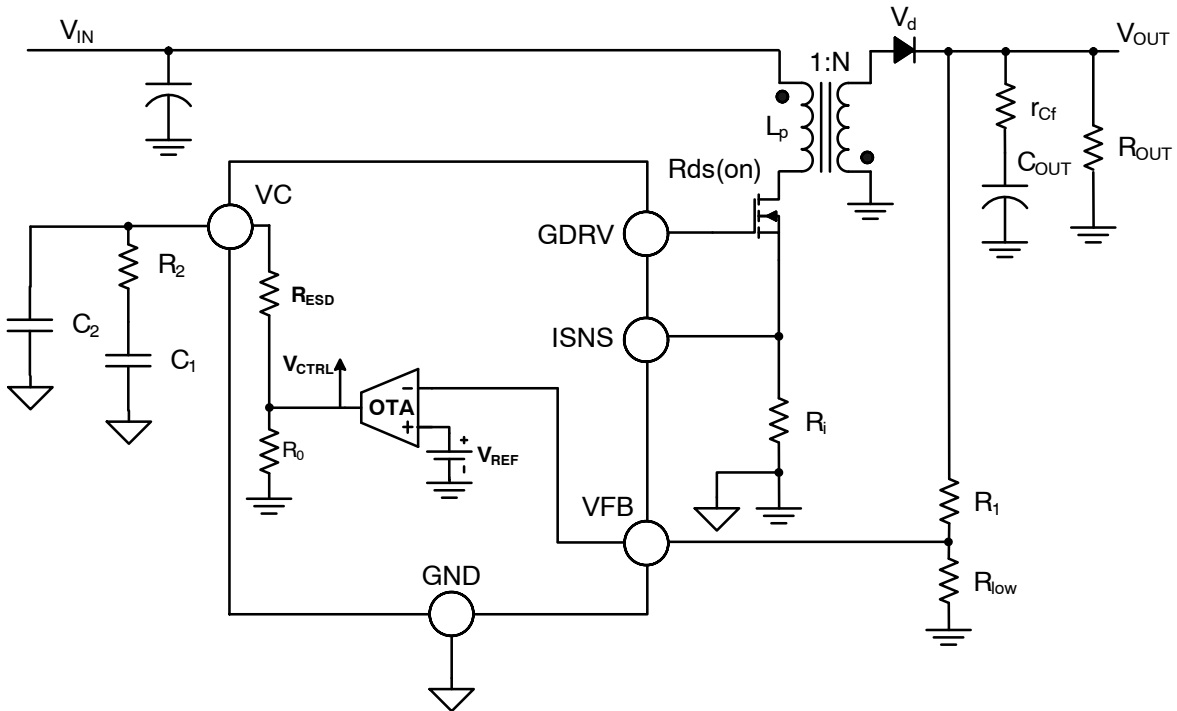 V_IN
V_d
V_OUT
1:N
L_p
r_Cf
C_OUT
R_OUT
Rds(on)
VC
GDRV
R_2
R_ESD
C_2
C_1
ISNS
V_CTRL
OTA
-
+
+
-
V_REF
R_0
R_i
VFB
R_1
GND
R_low